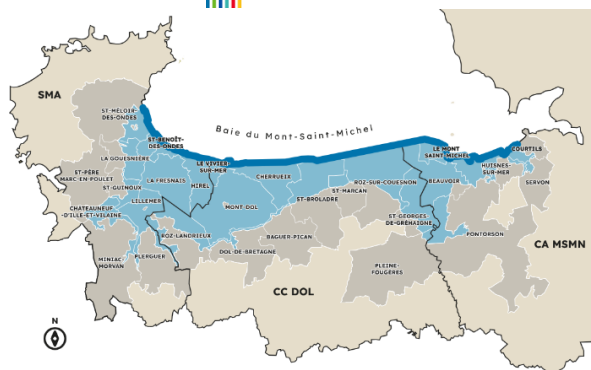 SMA
ST-MÉLOIR-
DES-ONDES
Baie du Mont-Saint-Michel
ST-BENOÎT-
DES-ONDES
LE MONT
SAINT-MICHEL
COURTILS
LA GOUESNIÈRE
LE VIVIER-
SUR-MER
HUISNES-
SUR-MER
ST-PÈRE
MARC-EN-POULET
CHERRUEIX
LA FRESNAIS
HIREL
ROZ-SUR-COUESNON
BEAUVOIR
SERVON
ST-GUINOUX
ST-MARCAN
LILLEMER
ST-BROLADRE
MONT-DOL
CHÂTEAUNEUF
-D'ILLE-ET-VILAINE
ST-GEORGES
DE-GRÉHAIGNE
ROZ-LANDRIEUX
BAGUER-PICAN
PONTORSON
CA MSMN
DOL-DE-BRETAGNE
MINIAC-
MORVAN
PLERGUER
PLEINE-
FOUGÈRES
CC DOL
N